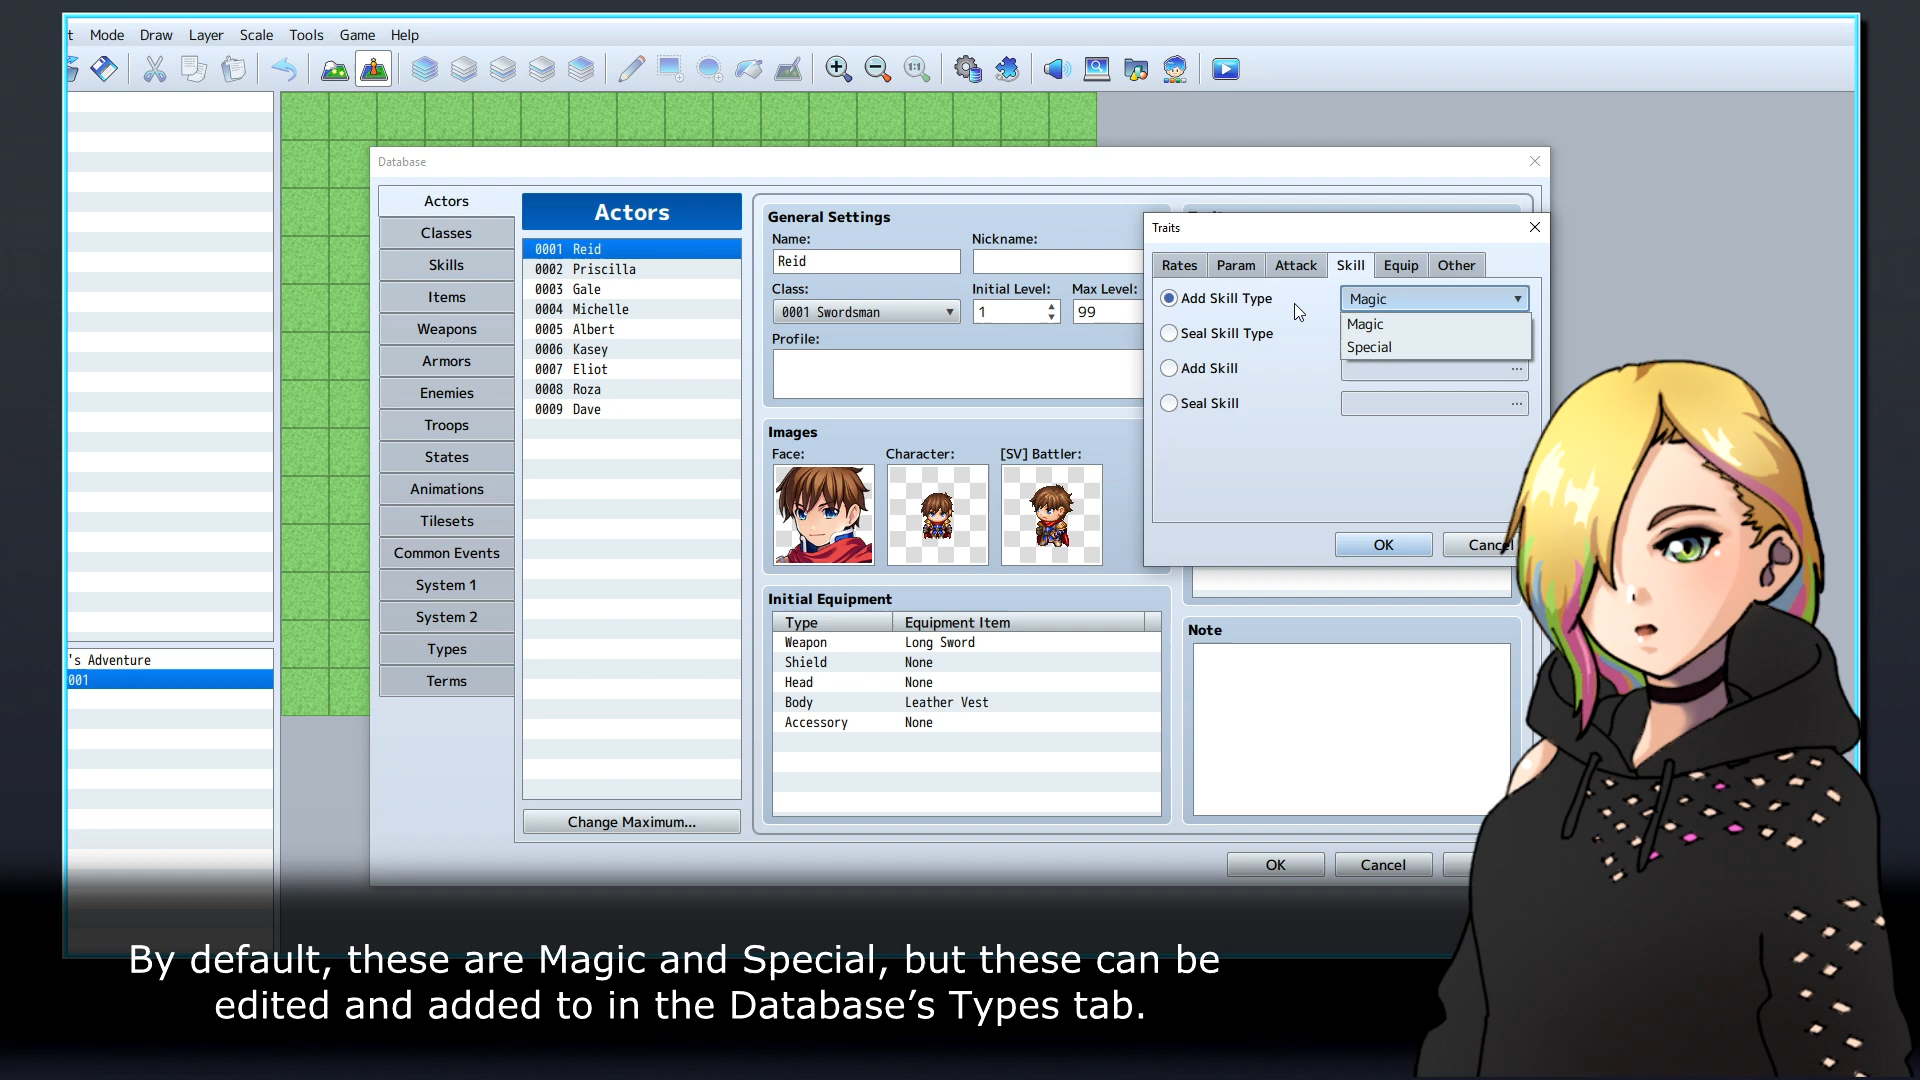 t Mode Draw Layer Scale Tools Game Help
1:1
Database
Actors
Classes
Skills
Items
Weapons
Armors
Enemies
Troops
States
Animations
Tilesets
Common Events
System 1
System 2
Types
Terms
Actors
0001 Reid
0002 Priscilla
0003 Gale
0004 Michelle
0005 Albert
0006 Kasey
0007 Eliot
0008 Roza
0009 Dave
Change Maximum...
General Settings
Name: Nickname:
Reid
Class: Initial Level: Max Level:
0001 Swordsman 1 99
Profile:
Images
Face: Character: [SV] Battler:
Initial Equipment
Type Equipment Item
Weapon Long Sword
Shield None
Head None
Body Leather Vest
Accessory None
Traits
Rates Param Attack Skill Equip Other
Add Skill Type Magic
Magic
Special
Seal Skill Type
Add Skill ...
Seal Skill ...
OK Cancel
Note
OK Cancel
's Adventure
001
By default, these are Magic and Special, but these can be
edited and added to in the Database’s Types tab.